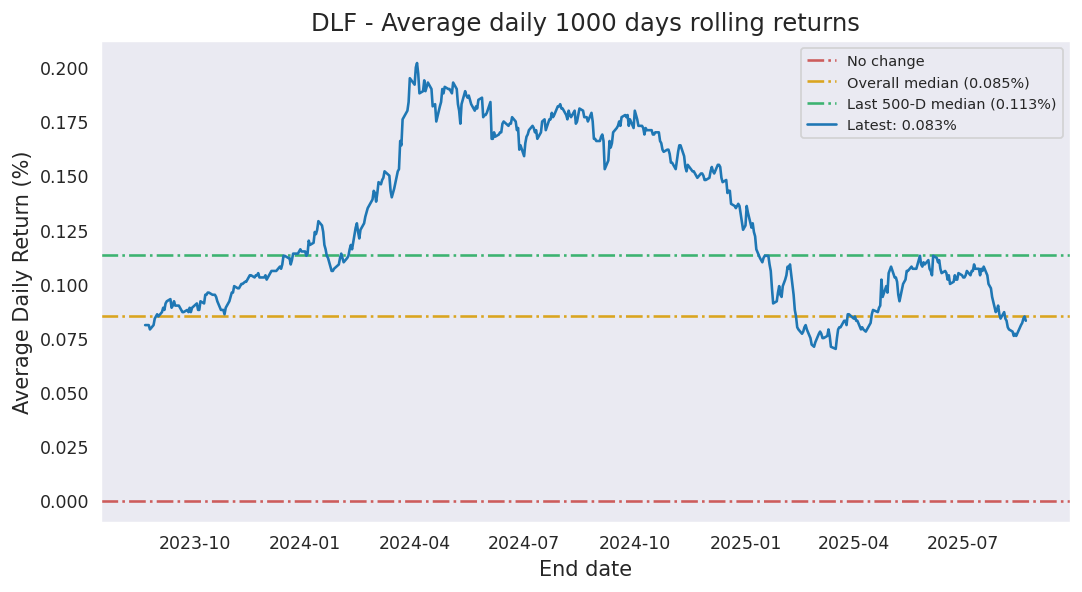 DLF - Average daily 1000 days rolling returns
No change
Overall median (0.085%)
Last 500-D median (0.113%)
Latest: 0.083%
Average Daily Return (%)
0.200
0.175
0.150
0.125
0.100
0.075
0.050
0.025
0.000
2023-10
2024-01
2024-04
2024-07
2024-10
2025-01
2025-04
2025-07
End date